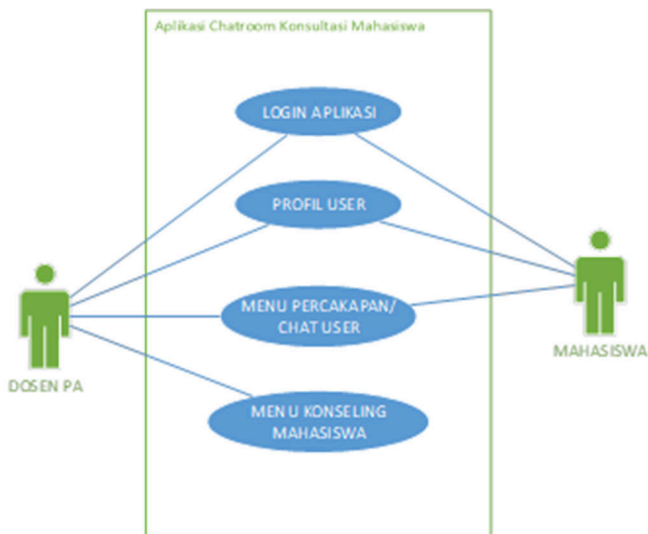 Aplikasi Chatroom Konsultasi Mahasiswa
LOGIN APLIKASI
PROFIL USER
MENU PERCAKAPAN/
CHAT USER
MENU KONSELING
MAHASISWA
DOSEN PA
MAHASISWA